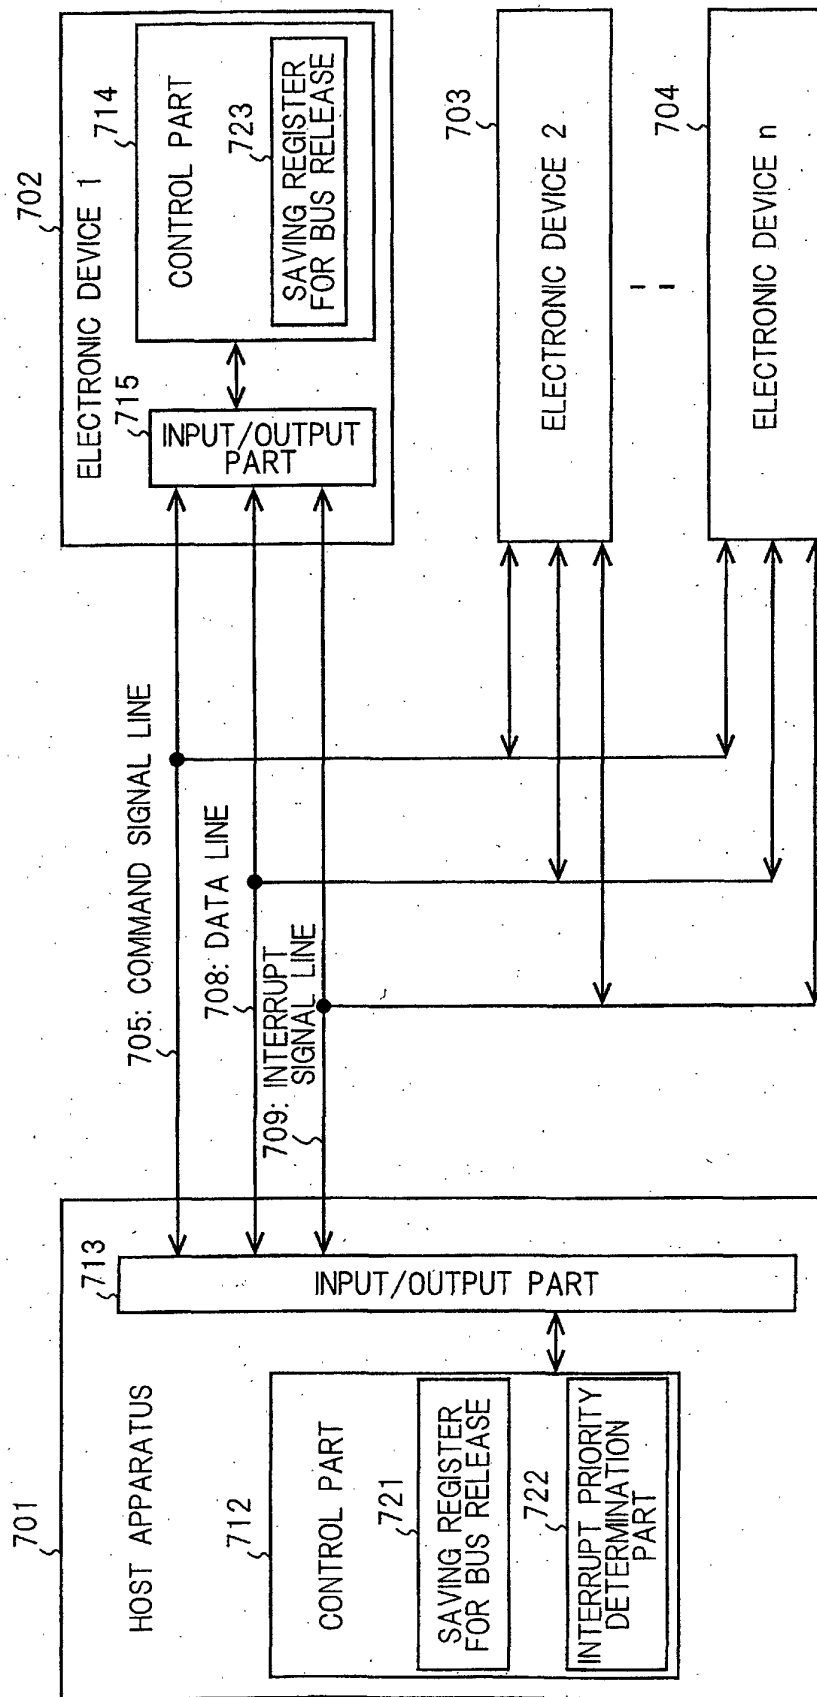 701
HOST APPARATUS
712
CONTROL PART
721
SAVING REGISTER
FOR BUS RELEASE
722
INTERRUPT PRIORITY
DETERMINATION
PART
713
INPUT/OUTPUT PART
705: COMMAND SIGNAL LINE
708: DATA LINE
709: INTERRUPT
SIGNAL LINE
702
ELECTRONIC DEVICE 1
715
INPUT/OUTPUT
PART
714
CONTROL PART
723
SAVING REGISTER
FOR BUS RELEASE
703
ELECTRONIC DEVICE 2
704
ELECTRONIC DEVICE n